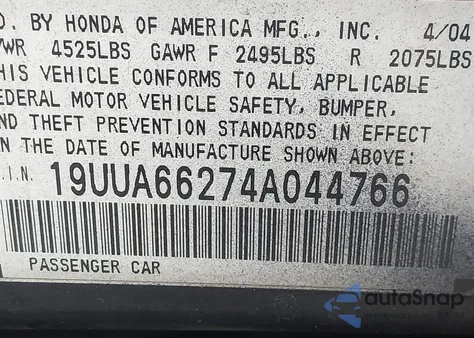 D. BY HONDA OF AMERICA MFG., INC. 4/04
VWR 4525LBS GAWR F 2495LBS R 2075LBS
HIS VEHICLE CONFORMS TO ALL APPLICABLE
EDERAL MOTOR VEHICLE SAFETY, BUMPER,
ND THEFT PREVENTION STANDARDS IN EFFECT
N THE DATE OF MANUFACTURE SHOWN ABOVE:
.I.N. 19UUA66274A044766
PASSENGER CAR
autoSnap